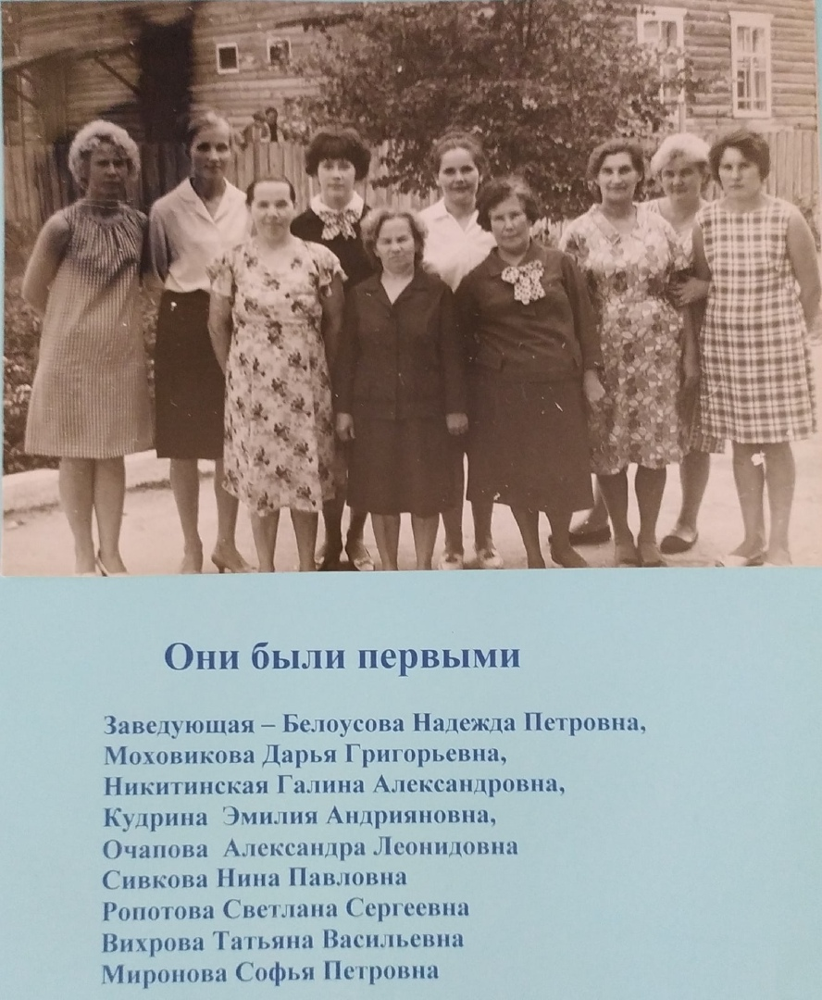 Они были первыми
Заведующая – Белоусова Надежда Петровна,
Моховикова Дарья Григорьевна,
Никитинская Галина Александровна,
Кудрина Эмилия Андрияновна,
Очапова Александра Леонидовна
Сивкова Нина Павловна
Ропотова Светлана Сергеевна
Вихрова Татьяна Васильевна
Миронова Софья Петровна